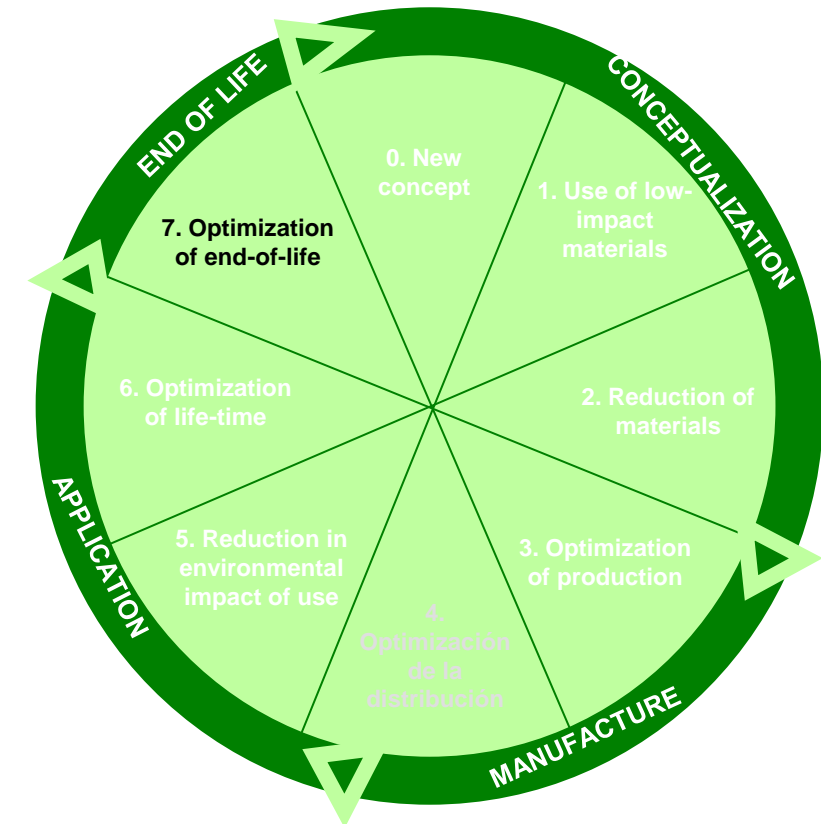 END OF LIFE
CONCEPTUALIZATION
0. New
concept
1. Use of low-
impact
materials
7. Optimization
of end-of-life
6. Optimization
of life-time
2. Reduction of
materials
APPLICATION
5. Reduction in
environmental
impact of use
3. Optimization
of production
4.
Optimización
de la
distribución
MANUFACTURE